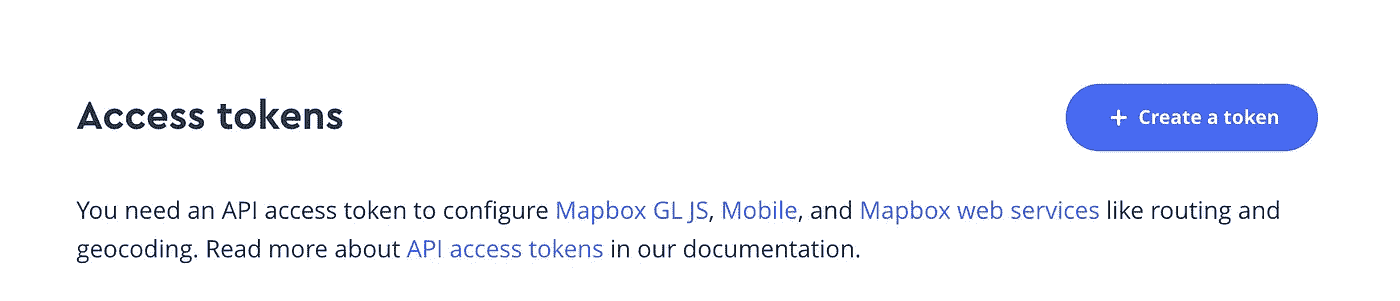 Access tokens
+ Create a token
You need an API access token to configure Mapbox GL JS, Mobile, and Mapbox web services like routing and
geocoding. Read more about API access tokens in our documentation.